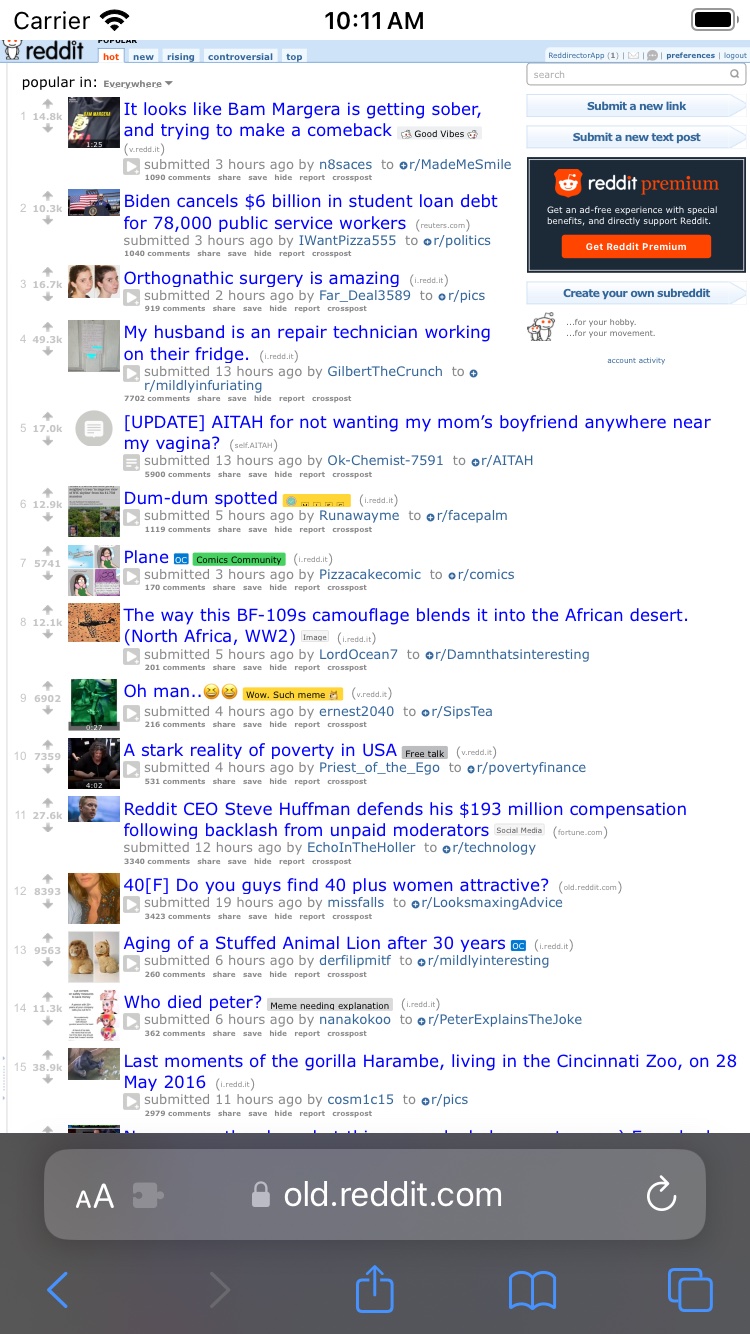 Carrier 10:11 AM
reddit POPULAR
hot new rising controversial top
ReddirectorApp (1) | | | preferences | logout
popular in: Everywhere
search
Submit a new link
Submit a new text post
reddit premium
Get an ad-free experience with special
benefits, and directly support Reddit.
Get Reddit Premium
Create your own subreddit
...for your hobby.
...for your movement.
account activity
1 14.8k
BAM MARGERA
1:25
It looks like Bam Margera is getting sober,
and trying to make a comeback Good Vibes
(v.redd.it)
submitted 3 hours ago by n8saces to r/MadeMeSmile
1090 comments share save hide report crosspost
2 10.3k
Biden cancels $6 billion in student loan debt
for 78,000 public service workers (reuters.com)
submitted 3 hours ago by IWantPizza555 to r/politics
1040 comments share save hide report crosspost
3 16.7k
Orthognathic surgery is amazing (i.redd.it)
submitted 2 hours ago by Far_Deal3589 to r/pics
919 comments share save hide report crosspost
4 49.3k
My husband is an repair technician working
on their fridge. (i.redd.it)
submitted 13 hours ago by GilbertTheCrunch to
r/mildlyinfuriating
7702 comments share save hide report crosspost
5 17.0k
[UPDATE] AITAH for not wanting my mom’s boyfriend anywhere near
my vagina? (self.AITAH)
submitted 13 hours ago by Ok-Chemist-7591 to r/AITAH
5900 comments share save hide report crosspost
6 12.9k
Dum-dum spotted (i.redd.it)
submitted 5 hours ago by Runawayme to r/facepalm
1119 comments share save hide report crosspost
7 5741
Plane OC Comics Community (i.redd.it)
submitted 3 hours ago by Pizzacakecomic to r/comics
170 comments share save hide report crosspost
8 12.1k
The way this BF-109s camouflage blends it into the African desert.
(North Africa, WW2) Image (i.redd.it)
submitted 5 hours ago by LordOcean7 to r/Damnthatsinteresting
201 comments share save hide report crosspost
9 6902
0:27
Oh man.. Wow. Such meme (v.redd.it)
submitted 4 hours ago by ernest2040 to r/SipsTea
216 comments share save hide report crosspost
10 7359
4:02
A stark reality of poverty in USA Free talk (v.redd.it)
submitted 4 hours ago by Priest_of_the_Ego to r/povertyfinance
531 comments share save hide report crosspost
11 27.6k
Reddit CEO Steve Huffman defends his $193 million compensation
following backlash from unpaid moderators Social Media (fortune.com)
submitted 12 hours ago by EchoInTheHoller to r/technology
3340 comments share save hide report crosspost
12 8393
40[F] Do you guys find 40 plus women attractive? (old.reddit.com)
submitted 19 hours ago by missfalls to r/LooksmaxingAdvice
3423 comments share save hide report crosspost
13 9563
Aging of a Stuffed Animal Lion after 30 years OC (i.redd.it)
submitted 6 hours ago by derfilipmitf to r/mildlyinteresting
260 comments share save hide report crosspost
14 11.3k
Who died peter? Meme needing explanation (i.redd.it)
submitted 6 hours ago by nanakokoo to r/PeterExplainsTheJoke
362 comments share save hide report crosspost
15 38.9k
Last moments of the gorilla Harambe, living in the Cincinnati Zoo, on 28
May 2016 (i.redd.it)
submitted 11 hours ago by cosm1c15 to r/pics
2979 comments share save hide report crosspost
AA old.reddit.com